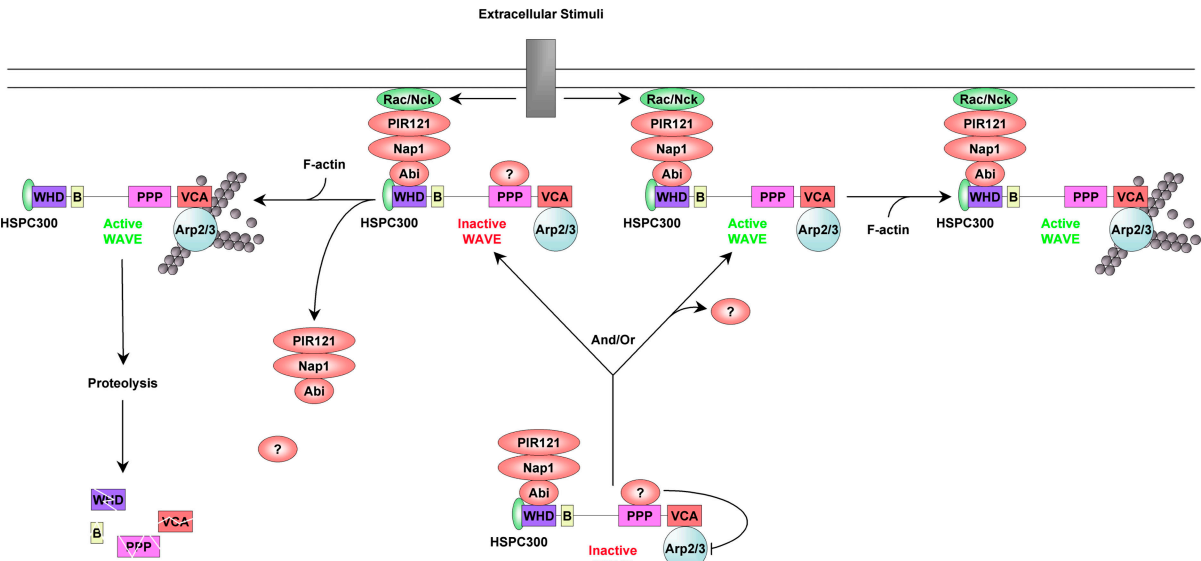 Extracellular Stimuli
Rac/Nck
PIR121
Nap1
Abi
WHD
B
PPP
VCA
?
HSPC300
Inactive
WAVE
Arp2/3
Rac/Nck
PIR121
Nap1
Abi
WHD
B
PPP
VCA
HSPC300
Active
WAVE
Arp2/3
Rac/Nck
PIR121
Nap1
Abi
WHD
B
PPP
VCA
HSPC300
Active
WAVE
Arp2/3
F-actin
F-actin
WHD
B
PPP
VCA
HSPC300
Active
WAVE
Arp2/3
PIR121
Nap1
Abi
?
And/Or
?
Proteolysis
WHD
B
PPP
VCA
PIR121
Nap1
Abi
?
WHD
B
PPP
VCA
HSPC300
Inactive
Arp2/3